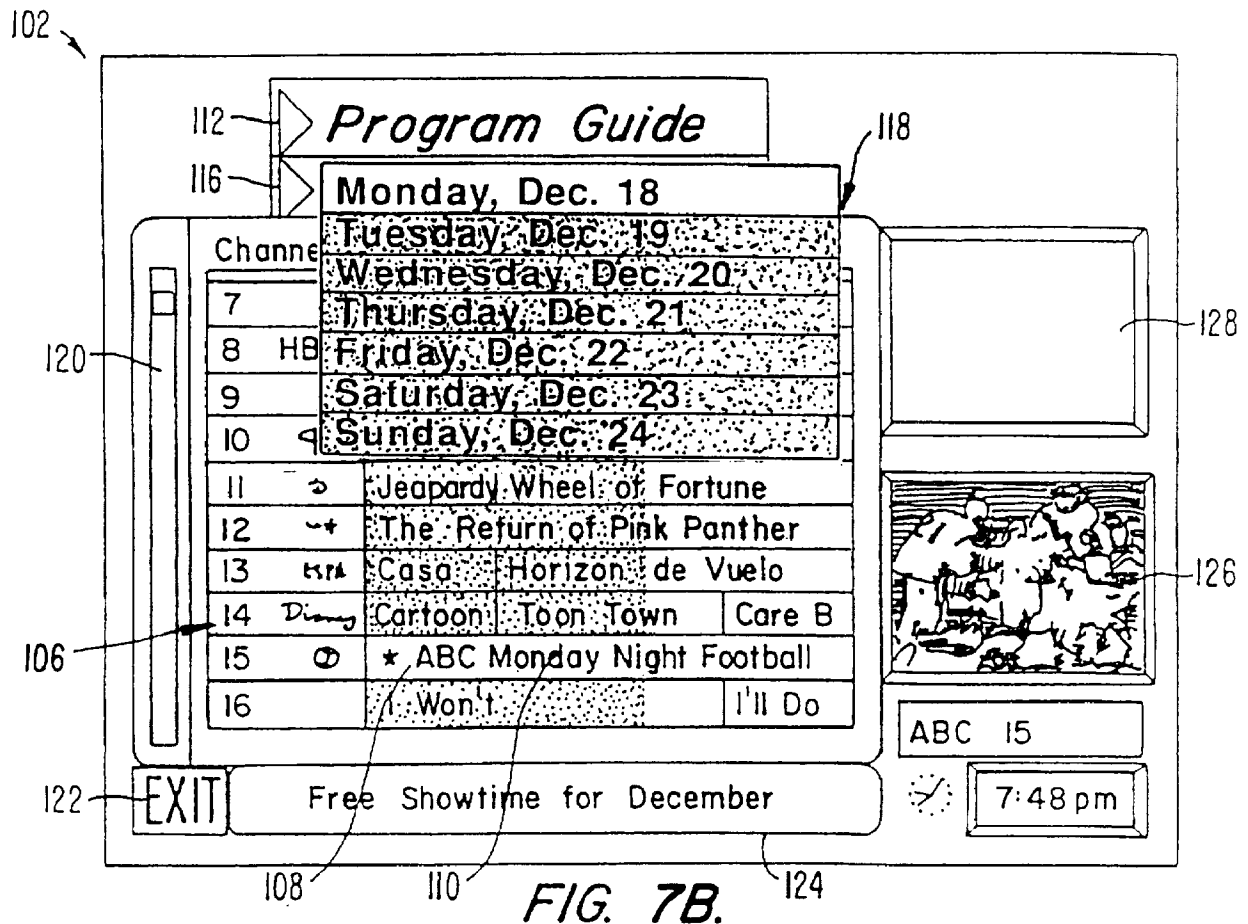 102
112
Program Guide
118
116
Monday, Dec. 18
Tuesday, Dec. 19
Channe
Wednesday, Dec. 20
7
Thursday, Dec. 21
128
8 HB
Friday, Dec. 22
120
9
Saturday, Dec. 23
10
Sunday, Dec. 24
11 Jeapardy Wheel of Fortune
12 The Return of Pink Panther
13 Casa Horizon de Vuelo
126
14 Disney Cartoon Toon Town Care B
106
15 ★ ABC Monday Night Football
16 I Won't I'll Do
ABC 15
122
EXIT
Free Showtime for December
7:48 pm
108
110
124
FIG. 7B.